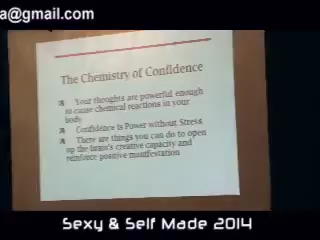 a@gmail.com
The Chemistry of Confidence
Your thoughts are powerful enough
to cause chemical reactions in your
body
Confidence is Power without Stress
There are things you can do to open
up the brain's creative capacity and
reinforce positive manifestation
Sexy & Self Made 2014